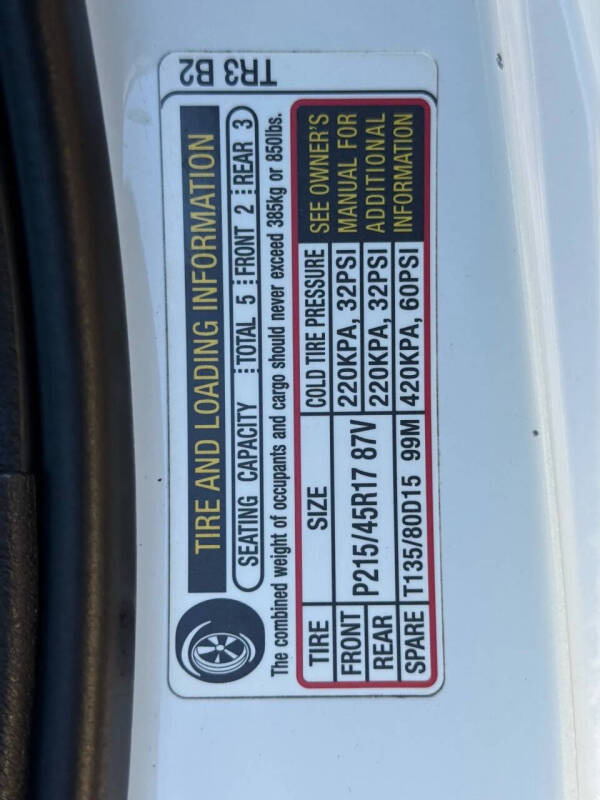 TR3 B2
TIRE AND LOADING INFORMATION
SEATING CAPACITY TOTAL 5 FRONT 2 REAR 3
The combined weight of occupants and cargo should never exceed 385kg or 850lbs.
TIRE SIZE COLD TIRE PRESSURE
FRONT P215/45R17 87V 220KPA, 32PSI
REAR 220KPA, 32PSI
SPARE T135/80D15 99M 420KPA, 60PSI
SEE OWNER'S
MANUAL FOR
ADDITIONAL
INFORMATION